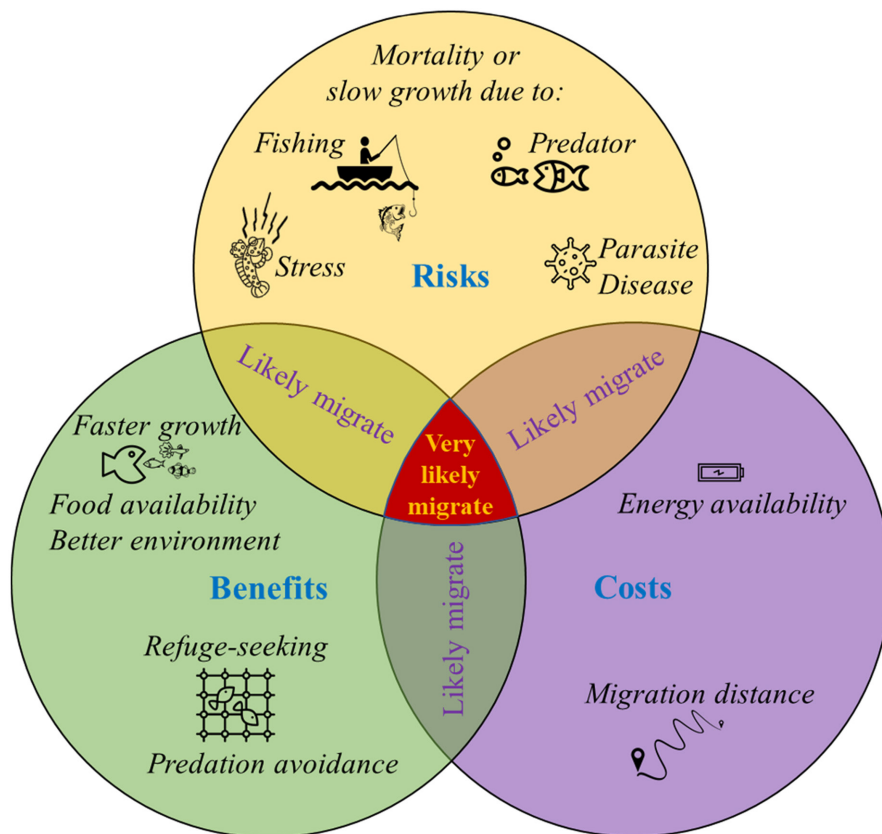 Mortality or
slow growth due to:
Fishing
Predator
Stress
Risks
Parasite
Disease
Likely migrate
Likely migrate
Very
likely
migrate
Faster growth
Food availability
Better environment
Energy availability
Benefits
Costs
Likely migrate
Refuge-seeking
Predation avoidance
Migration distance